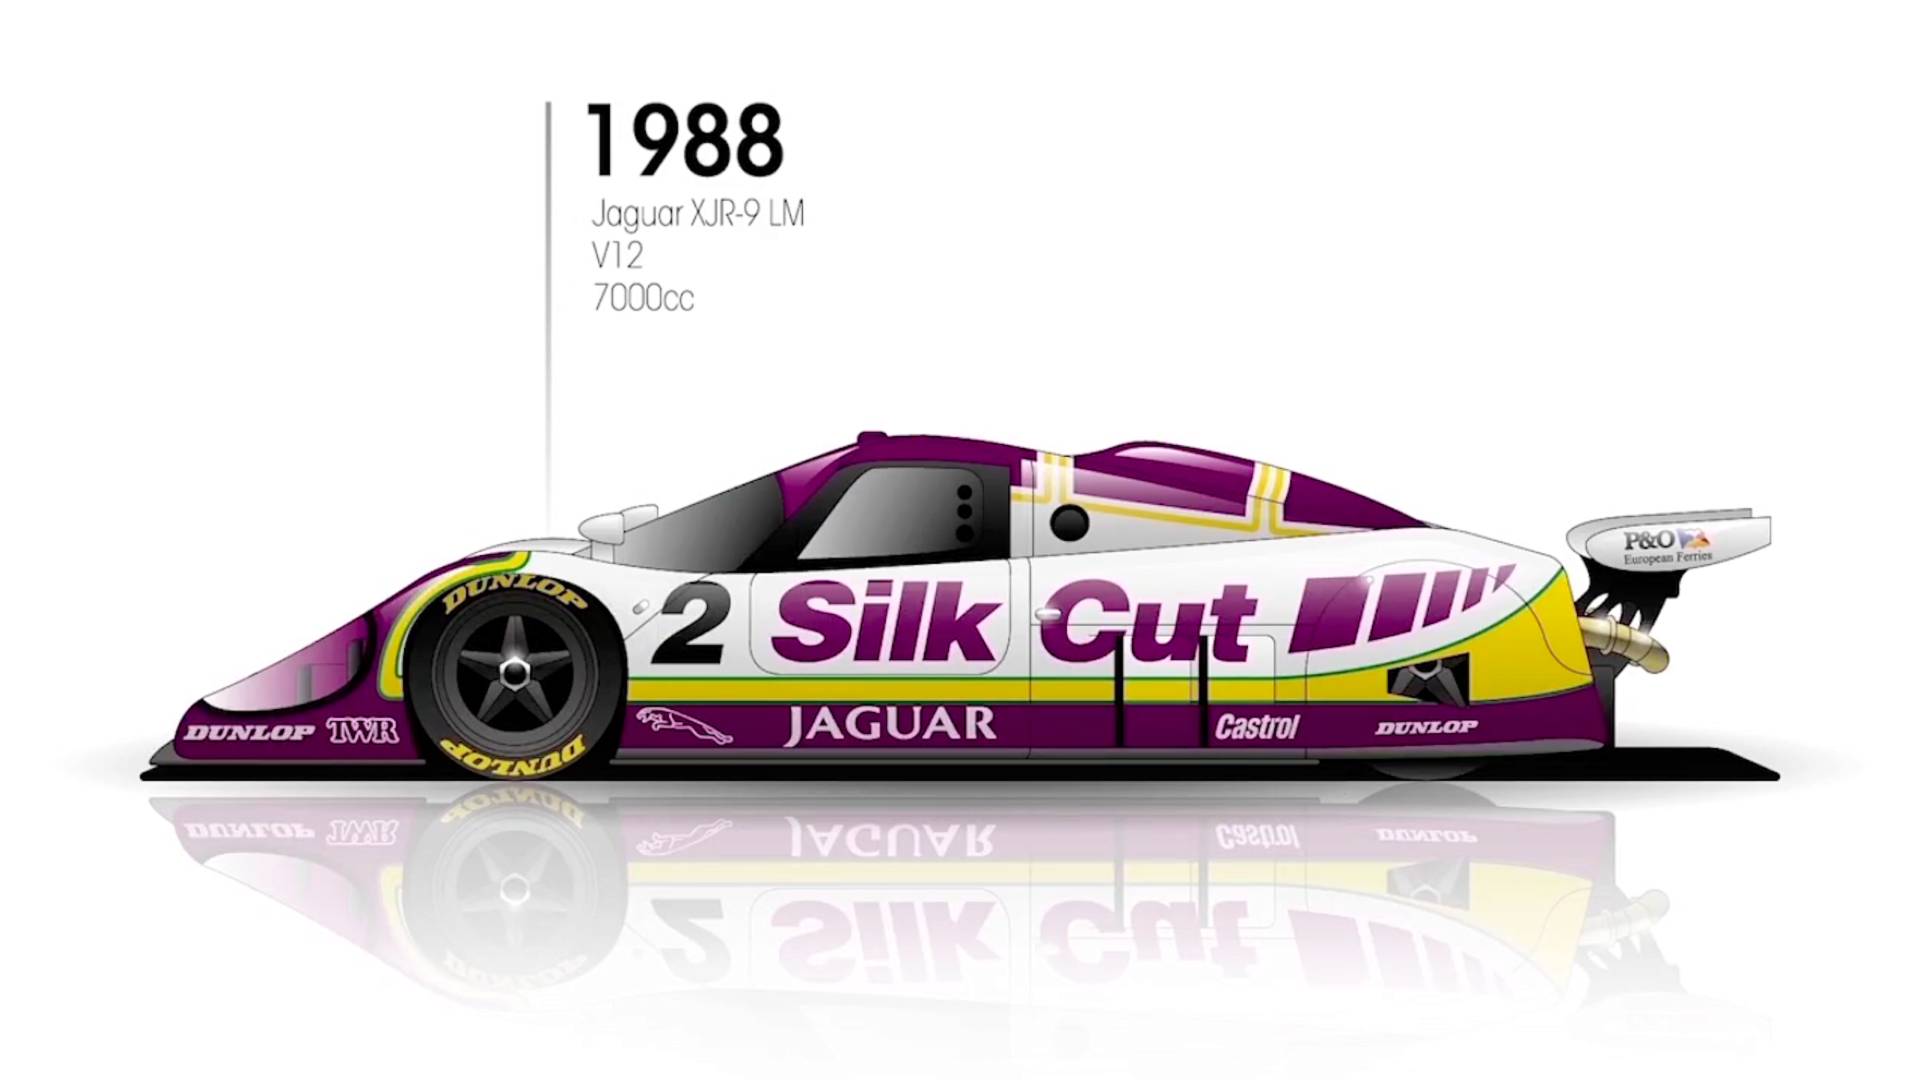 1988
Jaguar XJR-9 LM
V12
7000cc
P&O
European Ferries
DUNLOP
2 Silk Cut
DUNLOP TWR
JAGUAR
Castrol
DUNLOP
DUNLOP